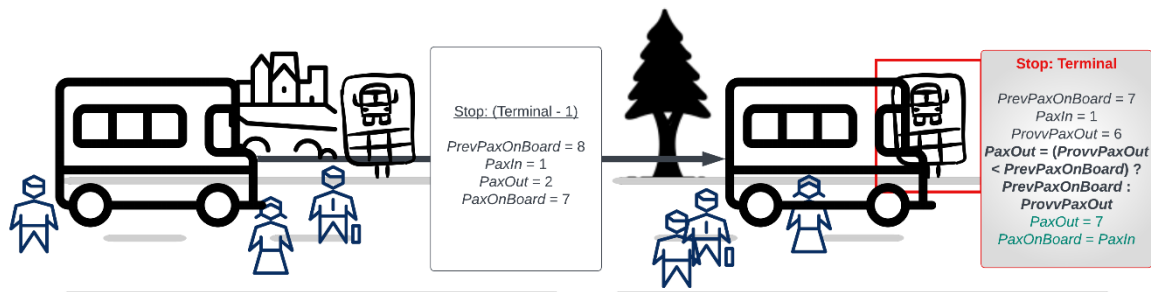 Stop: (Terminal - 1)
PrevPaxOnBoard = 8
PaxIn = 1
PaxOut = 2
PaxOnBoard = 7
Stop: Terminal
PrevPaxOnBoard = 7
PaxIn = 1
ProvvPaxOut = 6
PaxOut = (ProvvPaxOut
< PrevPaxOnBoard) ?
PrevPaxOnBoard :
ProvvPaxOut
PaxOut = 7
PaxOnBoard = PaxIn